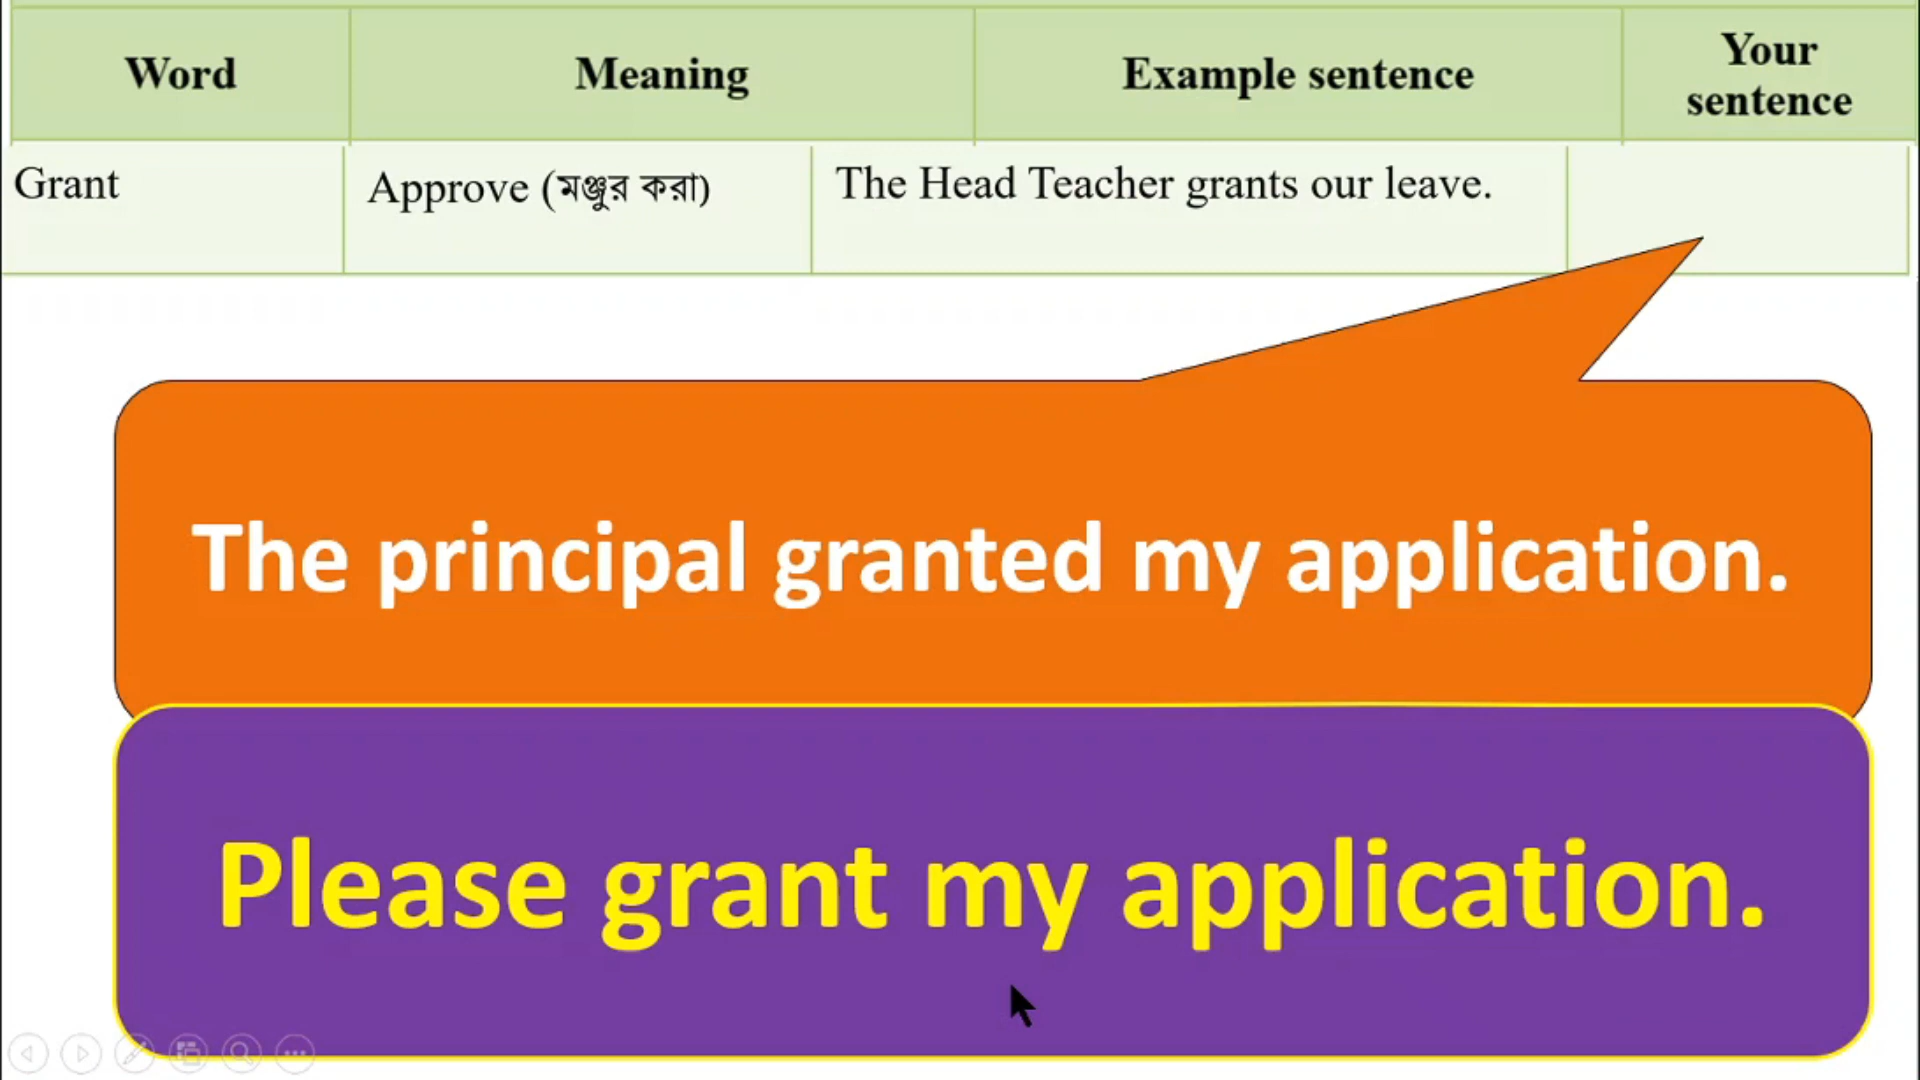 Word Meaning Example sentence Your sentence
Grant Approve (মঞ্জুর করা) The Head Teacher grants our leave.
The principal granted my application.
Please grant my application.